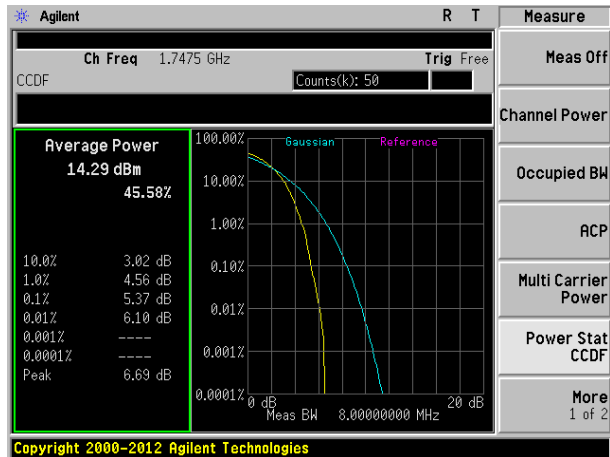 Agilent R T Measure
Ch Freq 1.7475 GHz Trig Free
CCDF Counts(k): 50
Average Power
14.29 dBm
45.58%
10.0% 3.02 dB
1.0% 4.56 dB
0.1% 5.37 dB
0.01% 6.10 dB
0.001% ----
0.0001% ----
Peak 6.69 dB
Gaussian Reference
100.00%
10.00%
1.00%
0.10%
0.01%
0.001%
0.0001%
0 dB 20 dB
Meas BW 8.00000000 MHz
Meas Off
Channel Power
Occupied BW
ACP
Multi Carrier
Power
Power Stat
CCDF
More
1 of 2
Copyright 2000-2012 Agilent Technologies